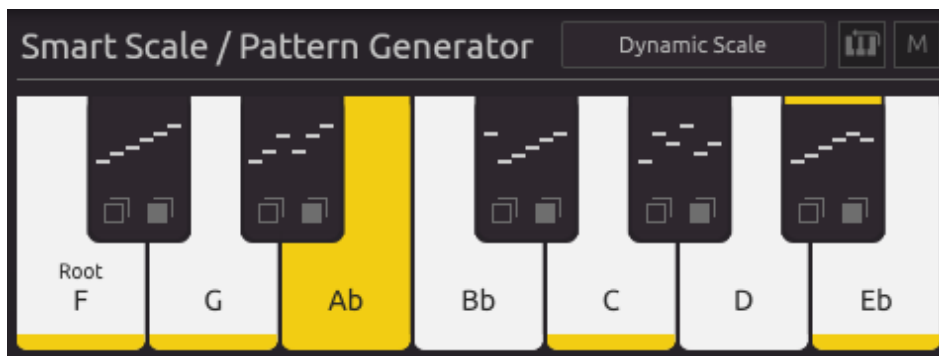 Smart Scale / Pattern Generator
Dynamic Scale
M
Root
F
G
Ab
Bb
C
D
Eb